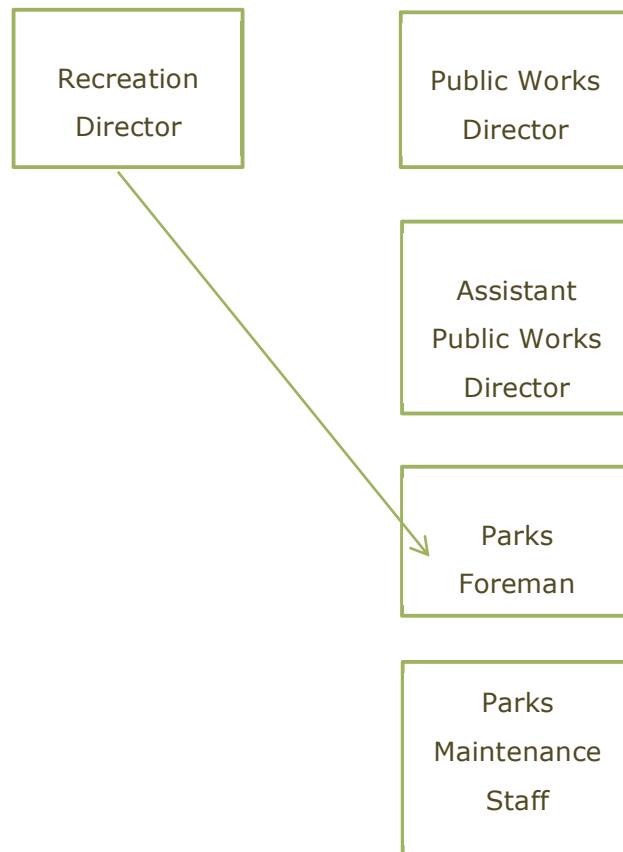 Recreation
Director
Public Works
Director
Assistant
Public Works
Director
Parks
Foreman
Parks
Maintenance
Staff